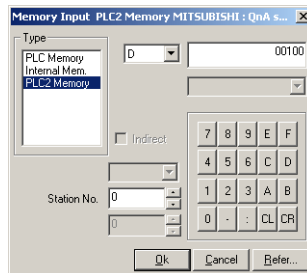 Memory Input PLC2 Memory MITSUBISHI : QnA s...
Type
PLC Memory
Internal Mem.
PLC2 Memory
D
00100
Indirect
7 8 9 E F
4 5 6 C D
1 2 3 A B
0 - : CL CR
Station No. 0
0
Ok Cancel Refer...